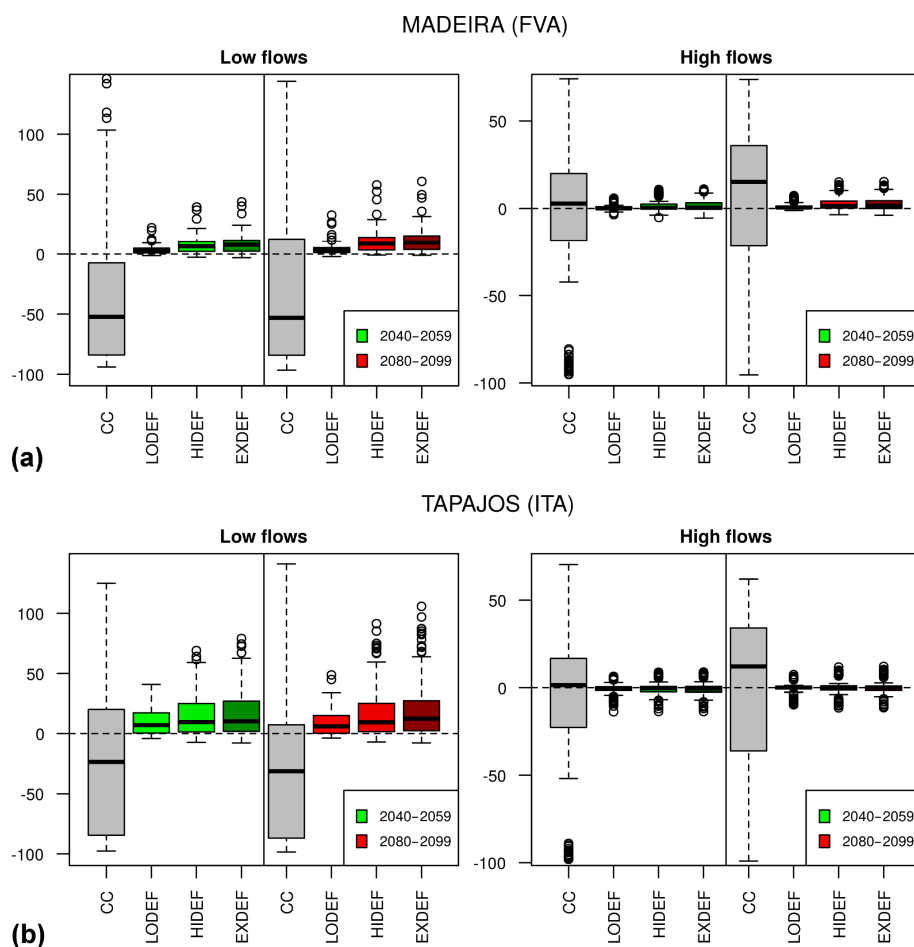 MADEIRA (FVA)
Low flows
High flows
100
50
0
-50
-100
50
0
-50
-100
2040-2059
2080-2099
2040-2059
2080-2099
CC
LODEF
HIDEF
EXDEF
CC
LODEF
HIDEF
EXDEF
CC
LODEF
HIDEF
EXDEF
CC
LODEF
HIDEF
EXDEF
(a)
TAPAJOS (ITA)
Low flows
High flows
100
50
0
-50
-100
50
0
-50
-100
2040-2059
2080-2099
2040-2059
2080-2099
CC
LODEF
HIDEF
EXDEF
CC
LODEF
HIDEF
EXDEF
CC
LODEF
HIDEF
EXDEF
CC
LODEF
HIDEF
EXDEF
(b)